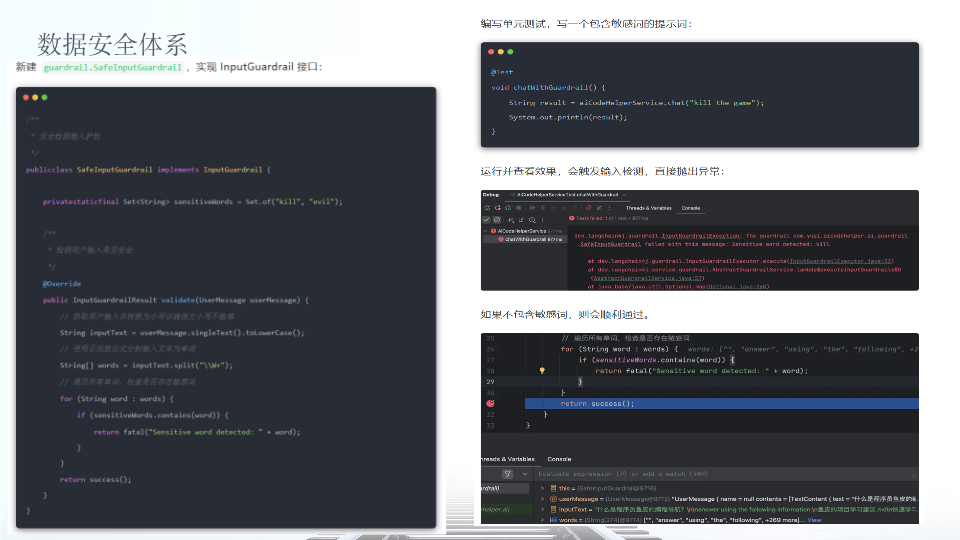 数据安全体系
新建 guardrail.SafeInputGuardrail ，实现 InputGuardrail 接口：
/**
* 安全检测输入护轨
*/
publicclass SafeInputGuardrail implements InputGuardrail {
privatestaticfinal Set<String> sensitiveWords = Set.of("kill", "evil");
/**
* 检测用户输入是否安全
*/
@Override
public InputGuardrailResult validate(UserMessage userMessage) {
// 获取用户输入并转换为小写以确保大小写不敏感
String inputText = userMessage.singleText().toLowerCase();
// 使用正则表达式分割输入文本为单词
String[] words = inputText.split("\\W+");
// 遍历所有单词，检查是否存在敏感词
for (String word : words) {
if (sensitiveWords.contains(word)) {
return fatal("Sensitive word detected: " + word);
}
}
return success();
}
}
编写单元测试，写一个包含敏感词的提示词：
@Test
void chatWithGuardrail() {
String result = aiCodeHelperService.chat("kill the game");
System.out.println(result);
}
运行并查看效果，会触发输入检测，直接抛出异常：
Debug AiCodeHelperServiceTest.chatWithGuardrail
Threads & Variables Console
Tests failed: 1 of 1 test – 977 ms
AiCodeHelperService 977 ms
chatWithGuardrail 977 ms
dev.langchain4j.guardrail.InputGuardrailException: The guardrail com.yupi.aicodehelper.ai.guardrail
.SafeInputGuardrail failed with this message: Sensitive word detected: kill
at dev.langchain4j.guardrail.InputGuardrailExecutor.execute(InputGuardrailExecutor.java:53)
at dev.langchain4j.service.guardrail.AbstractGuardrailService.lambda$executeInputGuardrails$0
(AbstractGuardrailService.java:57)
at java.base/java.util.Optional.map(Optional.java:260)
如果不包含敏感词，则会顺利通过。
25 // 遍历所有单词，检查是否存在敏感词
26 for (String word : words) { words: ["", "answer", "using", "the", "following", +2
27 if (sensitiveWords.contains(word)) {
28 return fatal("Sensitive word detected: " + word);
29 }
30 }
31 return success();
32 }
33 }
Threads & Variables Console
Evaluate expression (⏎) or add a watch (⇧⌘⏎)
this = {SafeInputGuardrail@9715}
userMessage = {UserMessage@9712} "UserMessage { name = null contents = [TextContent { text = "什么是程序员鱼皮的编
inputText = "什么是程序员鱼皮的编程导航？\n\nanswer using the following information:\n鱼皮的项目学习建议.md\n快速学习
words = {String[274]@9714} ["", "answer", "using", "the", "following", +269 more] ... View